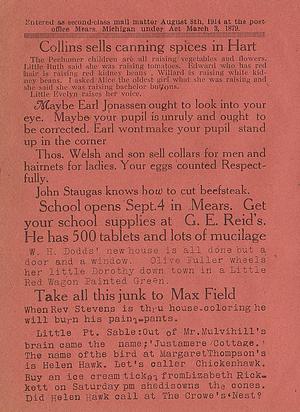 Entered as second-class mail matter August 8th, 1914 at the post
office Mears, Michigan under Act March 3, 1879.
Collins sells canning spices in Hart
The Perhumer children are all raising vegetables and flowers.
Little Ruth said she was raising tomatoes. Edward who has red
hair is raising red kidney beans . Willard is raising white kid-
ney beans. I asked Alice the oldest girl what she was raising and
she said she was raising bachelor buttons.
Little Evelyn raises her voice.
Maybe Earl Jonassen ought to look into your
eye. Maybe your pupil is unruly and ought to
be corrected. Earl wont make your pupil stand
up in the corner
Thos. Welsh and son sell collars for men and
hairnets for ladies. Your eggs counted Respect-
fully.
John Staugas knows how to cut beefsteak.
School opens Sept. 4 in Mears. Get
your school supplies at G. E. Reid's.
He has 500 tablets and lots of mucilage
W. H. Dodds' new house is all done but a
door and a window. Clive Fuller wheels
her little Dorothy down town in a Little
Red Wagon Painted Green.
Take all this junk to Max Field
When Rev Stevens is thru house-coloring he
will burn his paint-pants.
Little Pt. Sable:Out of Mr.Mulvihill's
brain came the name;'Justamere Cottage.'
The name ofthe bird at MargaretThompson's
is Helen Hawk. Let's caller Chickenhawk.
Buy an ice cream ticket fromLizabeth Rick-
kett on Saturday pm shedisowns the cones.
Did Helen Hawk call at The Crowe's'Nest?